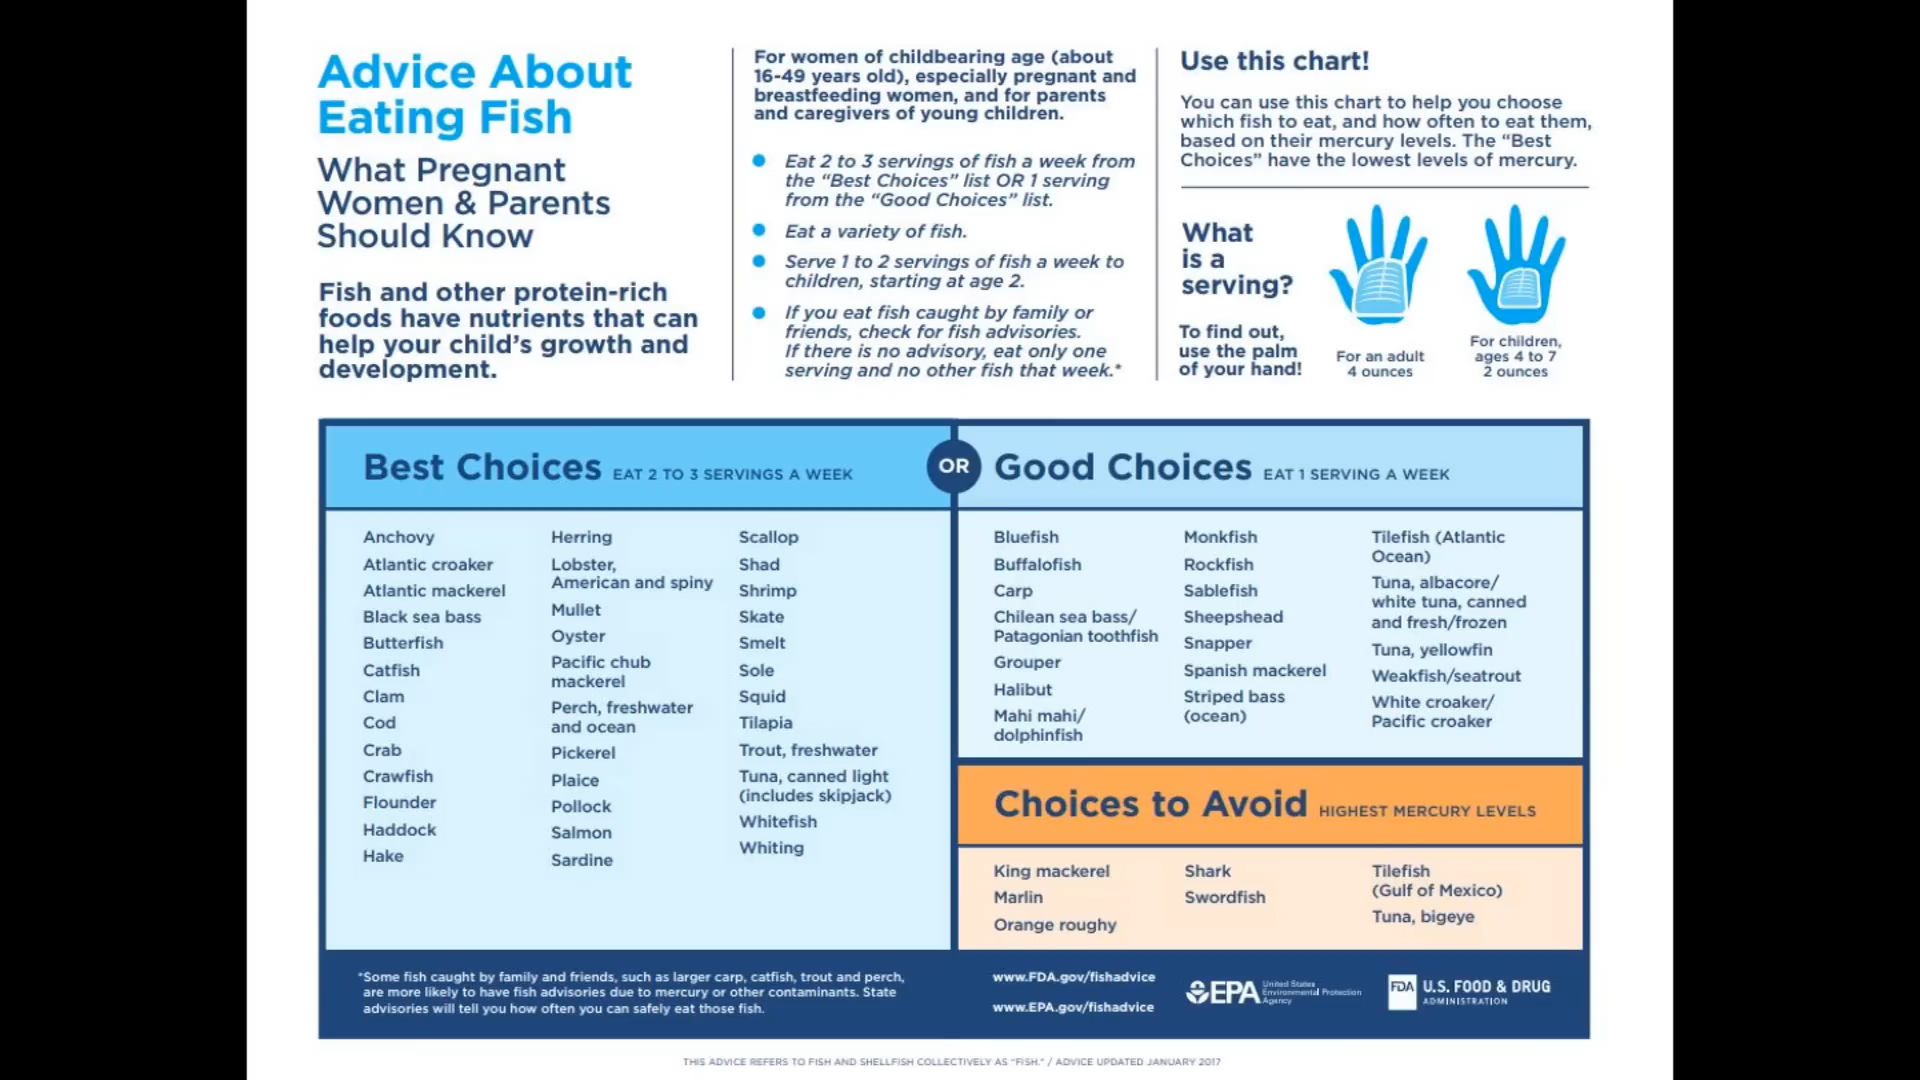 Advice About
Eating Fish
What Pregnant
Women & Parents
Should Know
Fish and other protein-rich
foods have nutrients that can
help your child's growth and
development.
For women of childbearing age (about
16-49 years old), especially pregnant and
breastfeeding women, and for parents
and caregivers of young children.
Eat 2 to 3 servings of fish a week from
the “Best Choices” list OR 1 serving
from the “Good Choices” list.
Eat a variety of fish.
Serve 1 to 2 servings of fish a week to
children, starting at age 2.
If you eat fish caught by family or
friends, check for fish advisories.
If there is no advisory, eat only one
serving and no other fish that week.*
Use this chart!
You can use this chart to help you choose
which fish to eat, and how often to eat them,
based on their mercury levels. The “Best
Choices” have the lowest levels of mercury.
What
is a
serving?
To find out,
use the palm
of your hand!
For an adult
4 ounces
For children,
ages 4 to 7
2 ounces
Best Choices EAT 2 TO 3 SERVINGS A WEEK
Anchovy
Atlantic croaker
Atlantic mackerel
Black sea bass
Butterfish
Catfish
Clam
Cod
Crab
Crawfish
Flounder
Haddock
Hake
Herring
Lobster,
American and spiny
Mullet
Oyster
Pacific chub
mackerel
Perch, freshwater
and ocean
Pickerel
Plaice
Pollock
Salmon
Sardine
Scallop
Shad
Shrimp
Skate
Smelt
Sole
Squid
Tilapia
Trout, freshwater
Tuna, canned light
(includes skipjack)
Whitefish
Whiting
OR
Good Choices EAT 1 SERVING A WEEK
Bluefish
Buffalofish
Carp
Chilean sea bass/
Patagonian toothfish
Grouper
Halibut
Mahi mahi/
dolphinfish
Monkfish
Rockfish
Sablefish
Sheepshead
Snapper
Spanish mackerel
Striped bass
(ocean)
Tilefish (Atlantic
Ocean)
Tuna, albacore/
white tuna, canned
and fresh/frozen
Tuna, yellowfin
Weakfish/seatrout
White croaker/
Pacific croaker
Choices to Avoid HIGHEST MERCURY LEVELS
King mackerel
Marlin
Orange roughy
Shark
Swordfish
Tilefish
(Gulf of Mexico)
Tuna, bigeye
*Some fish caught by family and friends, such as larger carp, catfish, trout and perch,
are more likely to have fish advisories due to mercury or other contaminants. State
advisories will tell you how often you can safely eat those fish.
www.FDA.gov/fishadvice
www.EPA.gov/fishadvice
EPA United States
Environmental Protection
Agency
FDA U.S. FOOD & DRUG
ADMINISTRATION
THIS ADVICE REFERS TO FISH AND SHELLFISH COLLECTIVELY AS “FISH.” / ADVICE UPDATED JANUARY 2017